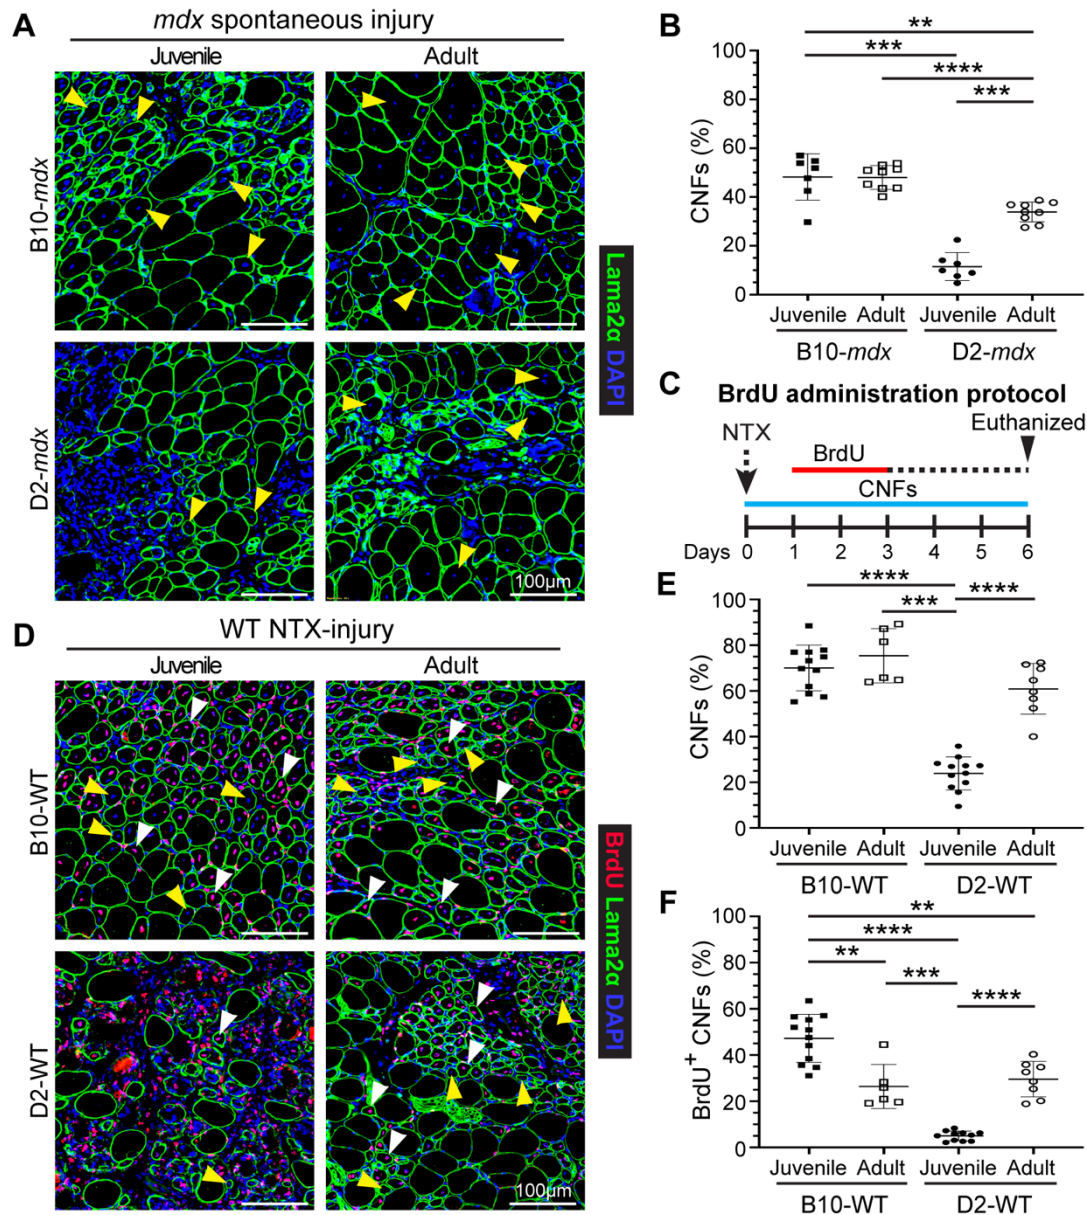 A
mdx spontaneous injury
Juvenile
Adult
B10-mdx
D2-mdx
100μm
Lama2α DAPI
B
CNFs (%)
100
80
60
40
20
0
**
***
****
***
Juvenile Adult Juvenile Adult
B10-mdx D2-mdx
C
BrdU administration protocol
Euthanized
NTX
BrdU
CNFs
Days 0 1 2 3 4 5 6
D
WT NTX-injury
Juvenile
Adult
B10-WT
D2-WT
100μm
BrdU Lama2α DAPI
E
CNFs (%)
100
80
60
40
20
0
**** ****
***
Juvenile Adult Juvenile Adult
B10-WT D2-WT
F
BrdU⁺ CNFs (%)
100
80
60
40
20
0
**
****
**
***
****
Juvenile Adult Juvenile Adult
B10-WT D2-WT